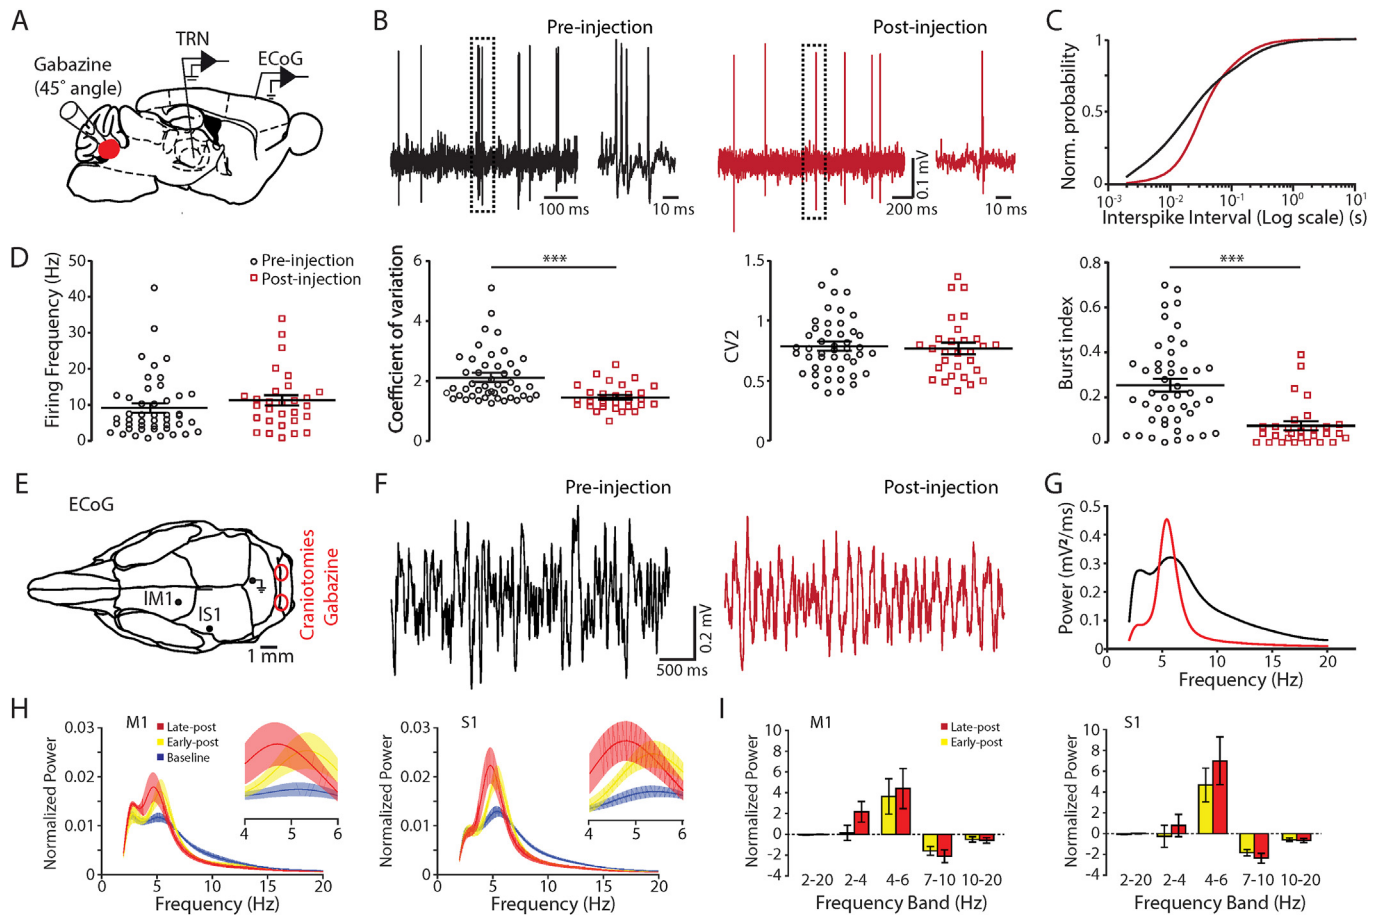 A
TRN
ECoG
Gabazine
(45° angle)
B
Pre-injection
Post-injection
100 ms
10 ms
0.1 mV
200 ms
10 ms
C
Norm. probability
1
0.5
0
10⁻³
10⁻²
10⁻¹
10⁰
10¹
Interspike Interval (Log scale) (s)
D
Firing Frequency (Hz)
50
40
30
20
10
0
Pre-injection
Post-injection
Coefficient of variation
6
4
2
0
***
CV2
1.5
1
0.5
0
Burst index
0.8
0.6
0.4
0.2
0
***
E
ECoG
lM1
lS1
1 mm
Craniotomies
Gabazine
F
Pre-injection
Post-injection
0.2 mV
500 ms
G
Power (mV²/ms)
0.5
0.4
0.3
0.2
0.1
0
0
5
10
15
20
Frequency (Hz)
H
M1
Late-post
Early-post
Baseline
Normalized Power
0.03
0.02
0.01
0
0
5
10
15
20
Frequency (Hz)
4
5
6
S1
Normalized Power
0.03
0.02
0.01
0
0
5
10
15
20
Frequency (Hz)
4
5
6
I
M1
Late-post
Early-post
Normalized Power
10
8
6
4
2
0
-2
-4
2-20
2-4
4-6
7-10
10-20
Frequency Band (Hz)
S1
Normalized Power
10
8
6
4
2
0
-2
-4
2-20
2-4
4-6
7-10
10-20
Frequency Band (Hz)